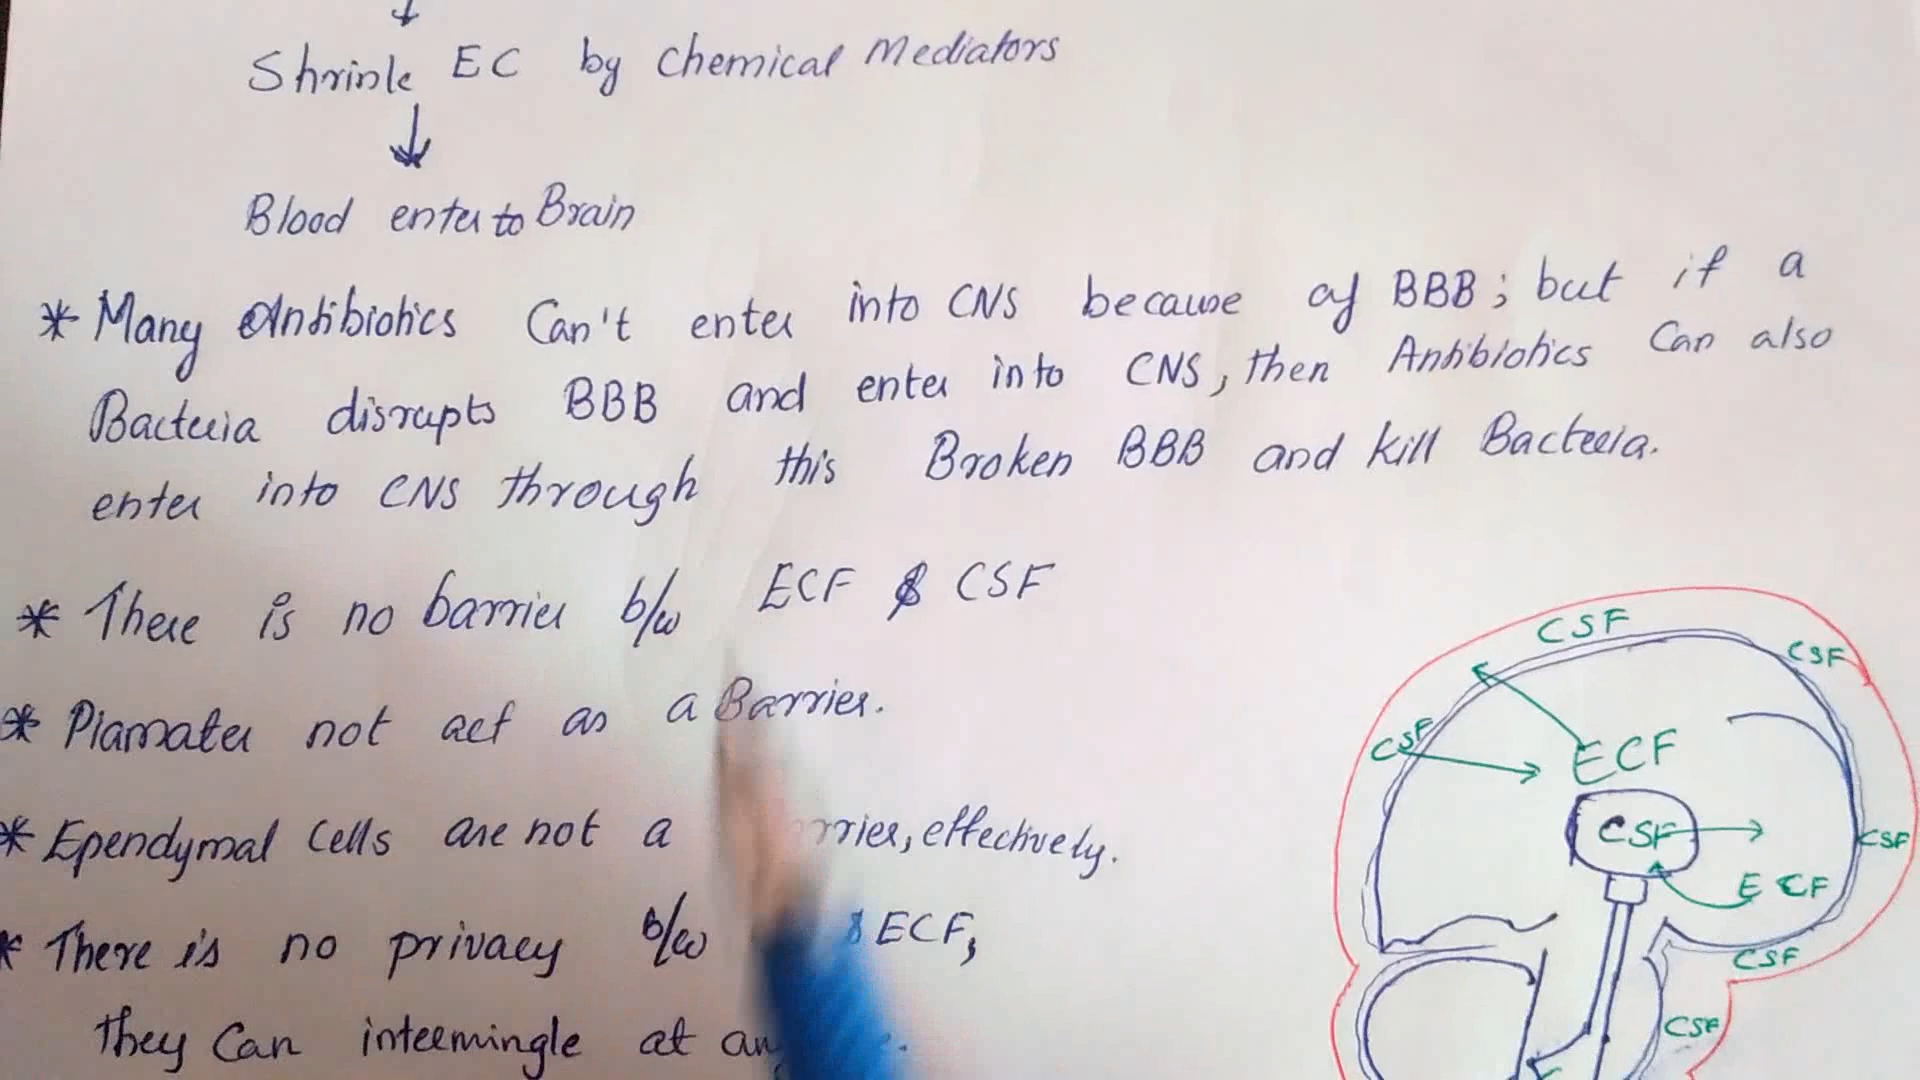 Shrink EC by Chemical Mediators
Blood enter to Brain
* Many Antibiotics Can't enter into CNS because of BBB; but if a
Bacteria disrupts BBB and enter into CNS, then Antibiotics Can also
enter into CNS through this Broken BBB and kill Bacteria.
* There is no barrier b/w ECF & CSF
* Piamater not act as a Barrier.
* Ependymal Cells are not a effectively.
* There is no privacy b/w & ECF,
they Can intermingle at
CSF
CSF
CSF
ECF
CSF
CSF
ECF
CSF
CSF